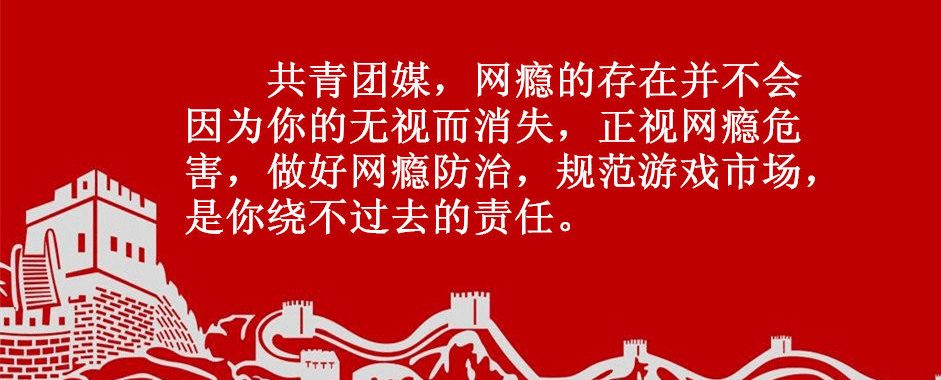 共青团媒，网瘾的存在并不会
因为你的无视而消失，正视网瘾危
害，做好网瘾防治，规范游戏市场，
是你绕不过去的责任。